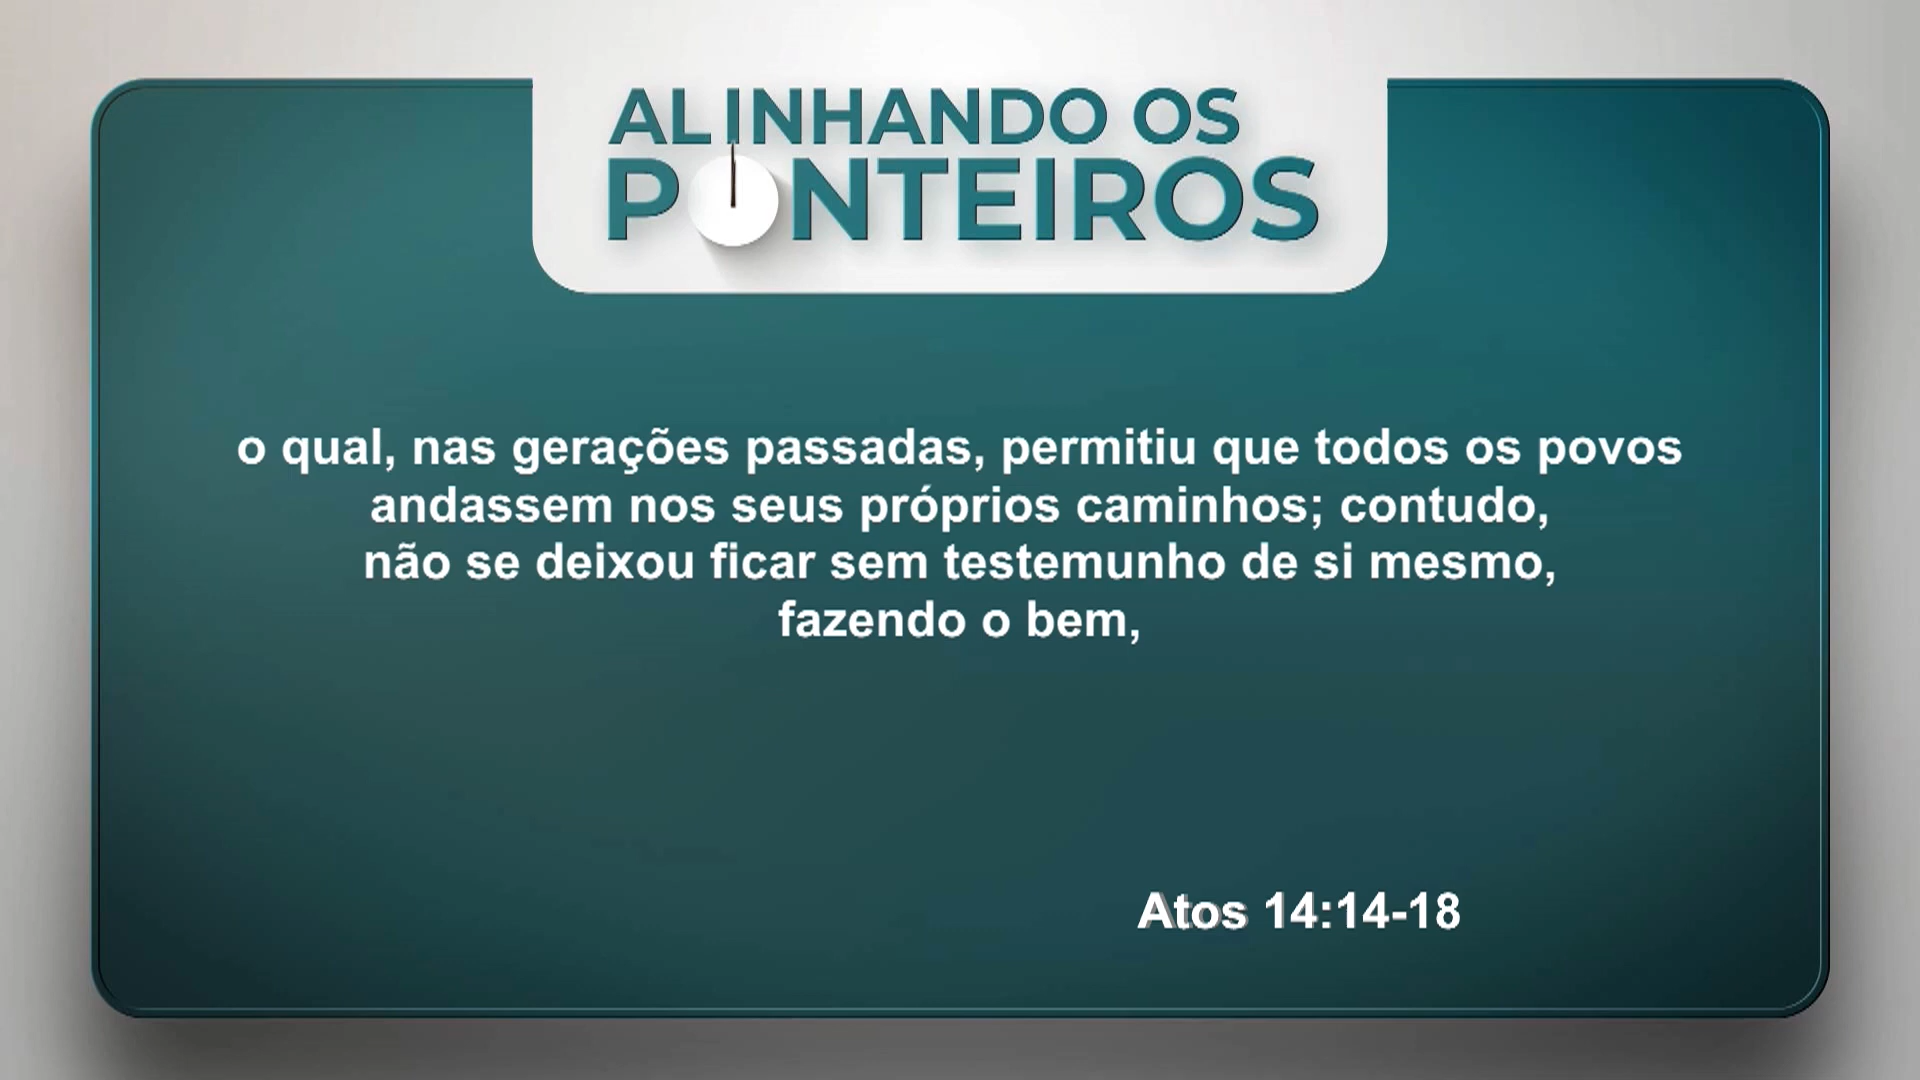 ALINHANDO OS
PONTEIROS
o qual, nas gerações passadas, permitiu que todos os povos
andassem nos seus próprios caminhos; contudo,
não se deixou ficar sem testemunho de si mesmo,
fazendo o bem,
Atos 14:14-18